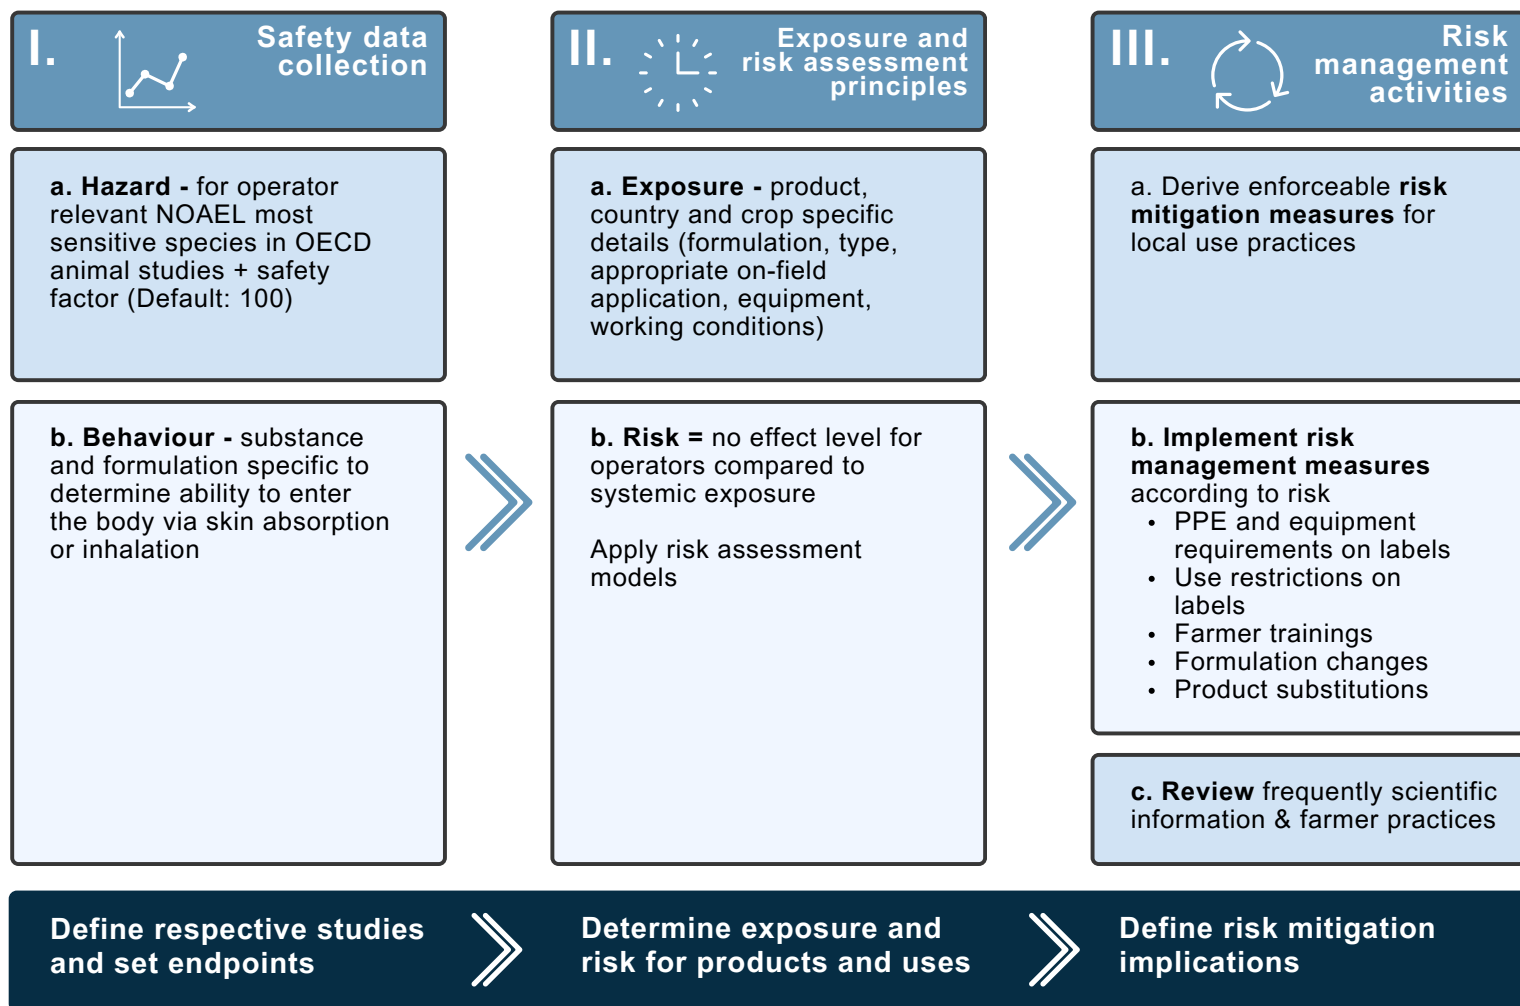 I.
Safety data
collection
a. Hazard - for operator
relevant NOAEL most
sensitive species in OECD
animal studies + safety
factor (Default: 100)
b. Behaviour - substance
and formulation specific to
determine ability to enter
the body via skin absorption
or inhalation
II.
Exposure and
risk assessment
principles
a. Exposure - product,
country and crop specific
details (formulation, type,
appropriate on-field
application, equipment,
working conditions)
b. Risk = no effect level for
operators compared to
systemic exposure
Apply risk assessment
models
III.
Risk
management
activities
a. Derive enforceable risk
mitigation measures for
local use practices
b. Implement risk
management measures
according to risk
• PPE and equipment
requirements on labels
• Use restrictions on
labels
• Farmer trainings
• Formulation changes
• Product substitutions
c. Review frequently scientific
information & farmer practices
Define respective studies
and set endpoints
Determine exposure and
risk for products and uses
Define risk mitigation
implications